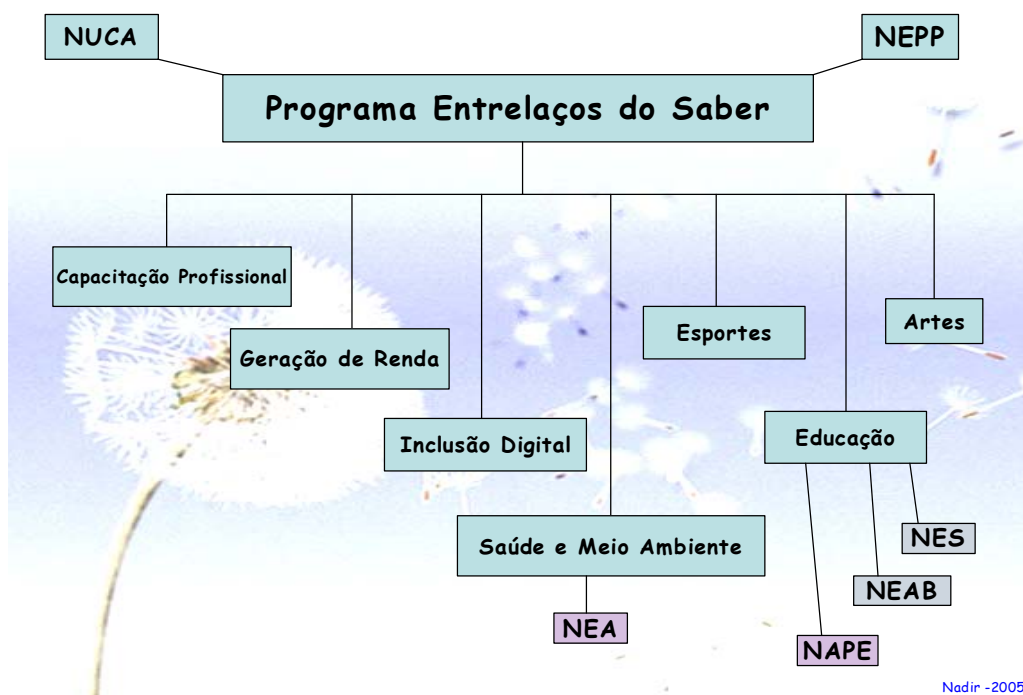 NUCA
NEPP
Programa Entrelaços do Saber
Capacitação Profissional
Geração de Renda
Inclusão Digital
Saúde e Meio Ambiente
Esportes
Educação
Artes
NEA
NAPE
NEAB
NES
Nadir -2005